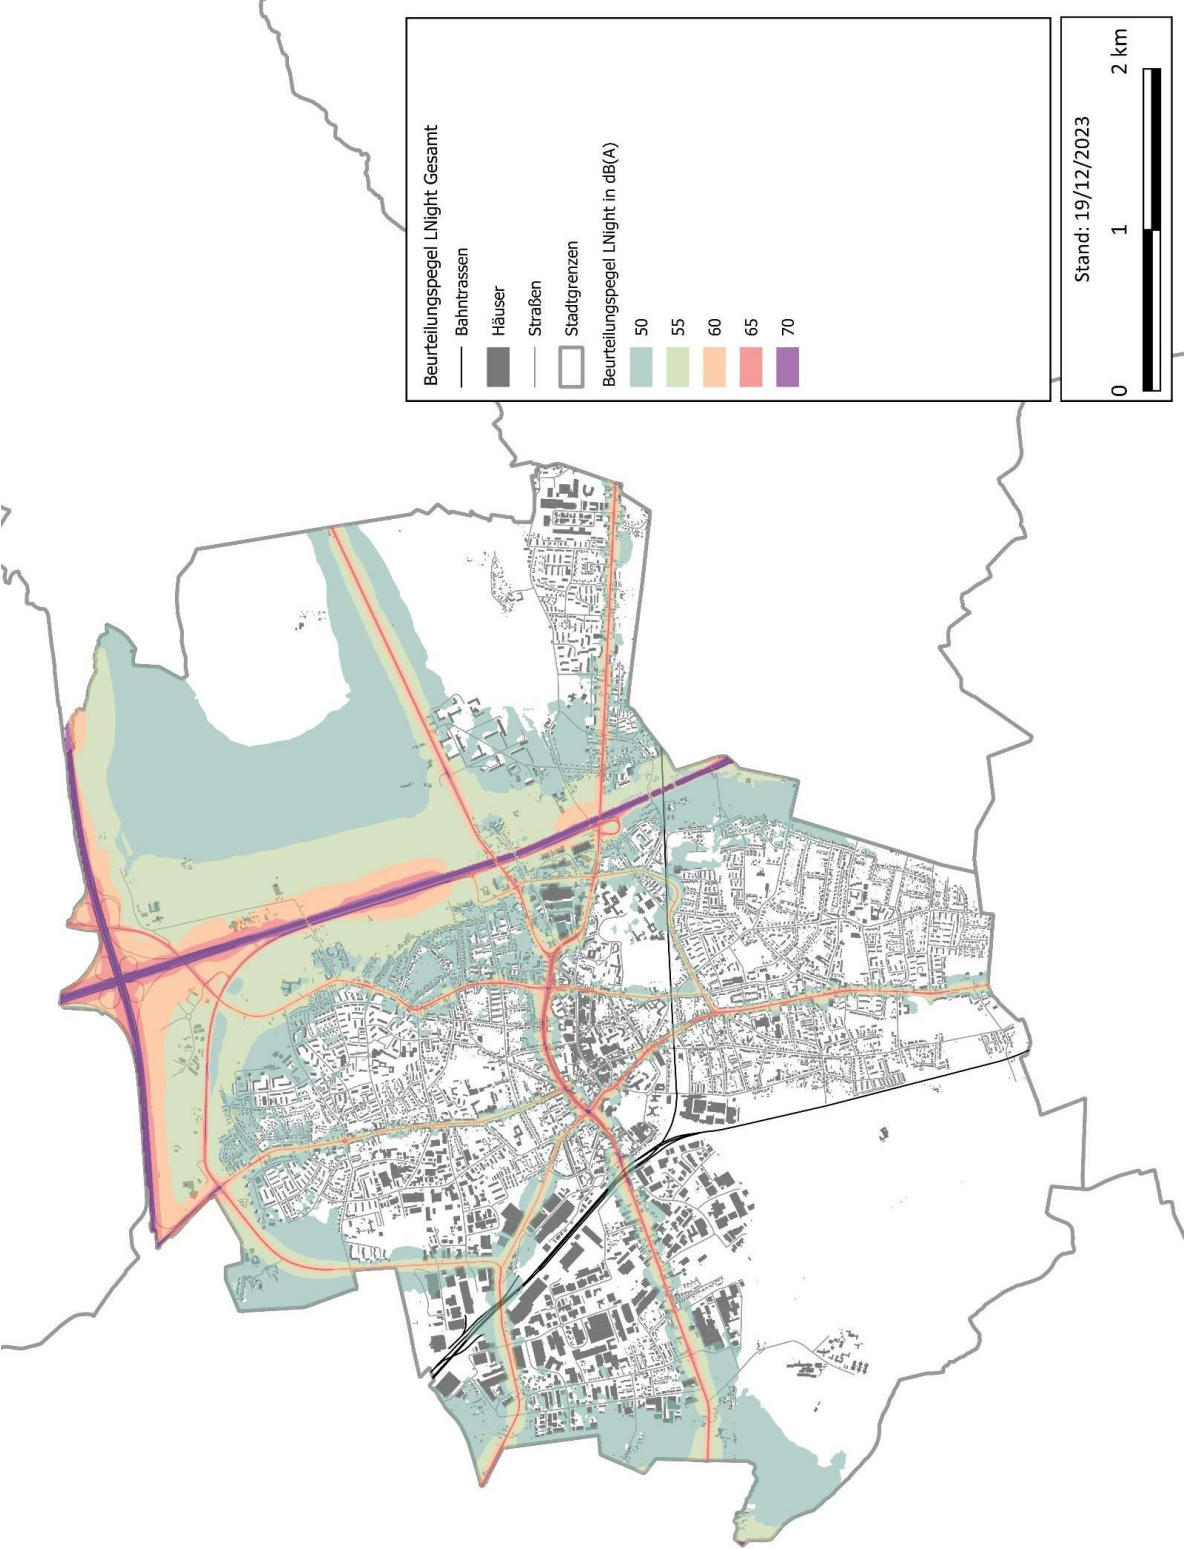 Beurteilungspegel LNight Gesamt
Bahntrassen
Häuser
Straßen
Stadtgrenzen
Beurteilungspegel LNight in dB(A)
50
55
60
65
70
Stand: 19/12/2023
0 1 2 km